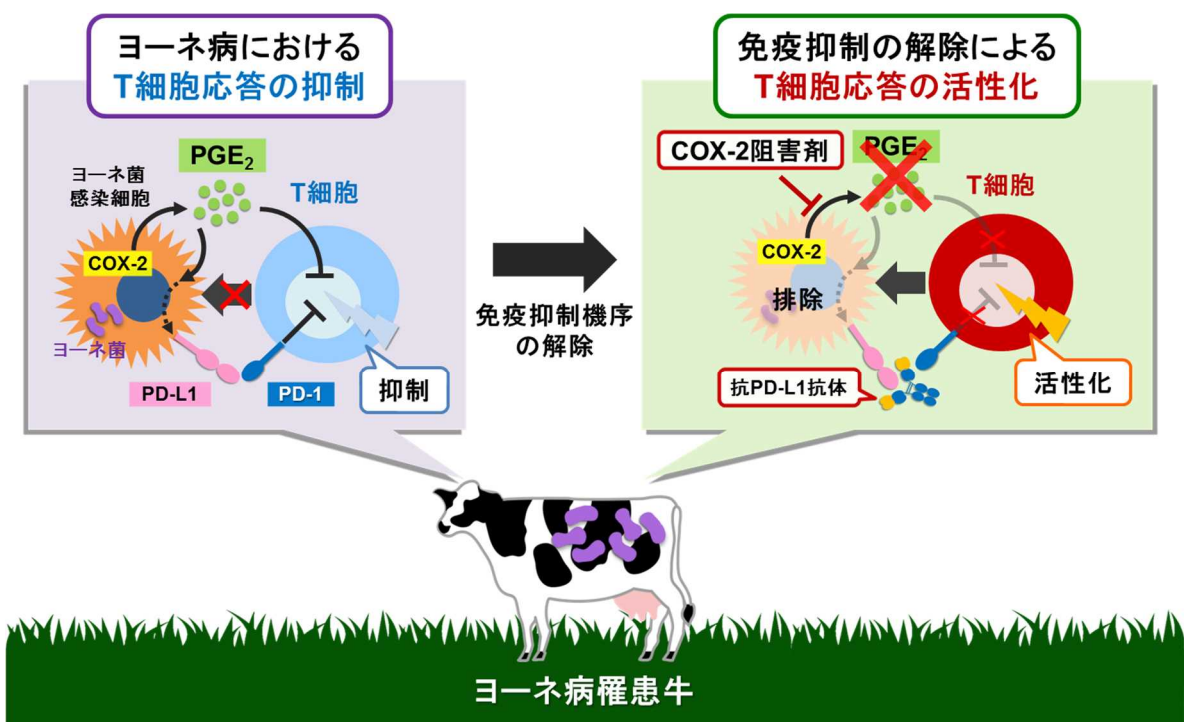 ヨーネ病における
T細胞応答の抑制
PGE2
ヨーネ菌
感染細胞
T細胞
COX-2
ヨーネ菌
PD-L1
PD-1
抑制
免疫抑制機序
の解除
免疫抑制の解除による
T細胞応答の活性化
COX-2阻害剤
PGE2
T細胞
COX-2
排除
抗PD-L1抗体
活性化
ヨーネ病罹患牛